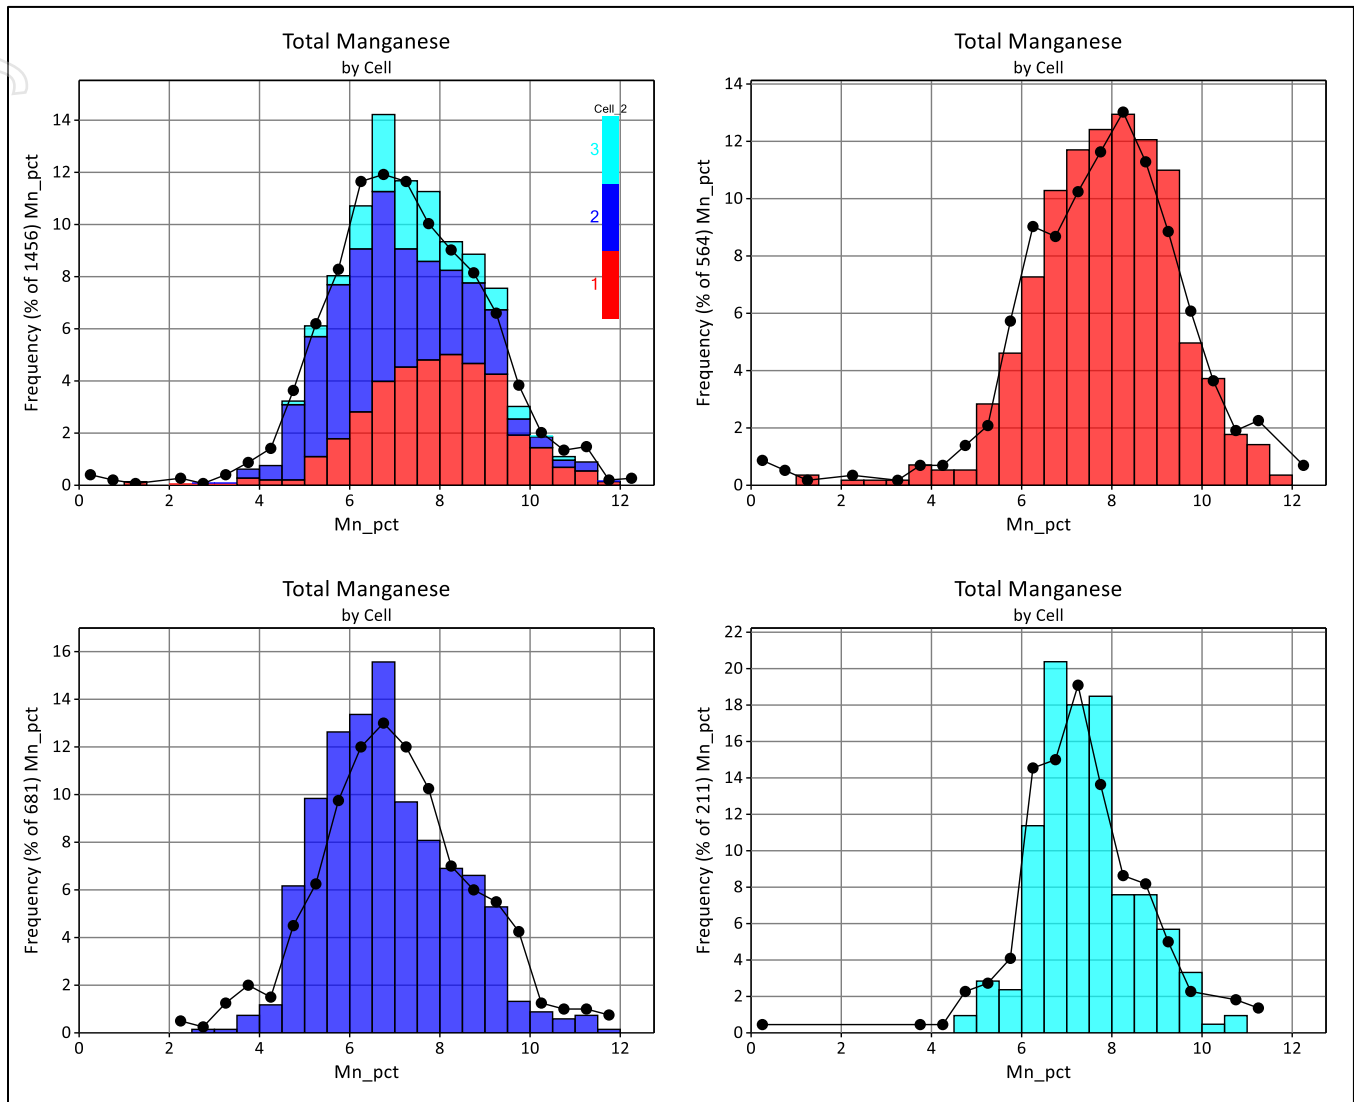 Total Manganese
by Cell
Frequency (% of 1456) Mn_pct
14
12
10
8
6
4
2
0
0 2 4 6 8 10 12
Mn_pct
Cell_2
3
2
1
Total Manganese
by Cell
Frequency (% of 564) Mn_pct
14
12
10
8
6
4
2
0
0 2 4 6 8 10 12
Mn_pct
Total Manganese
by Cell
Frequency (% of 681) Mn_pct
16
14
12
10
8
6
4
2
0
0 2 4 6 8 10 12
Mn_pct
Total Manganese
by Cell
Frequency (% of 211) Mn_pct
22
20
18
16
14
12
10
8
6
4
2
0
0 2 4 6 8 10 12
Mn_pct